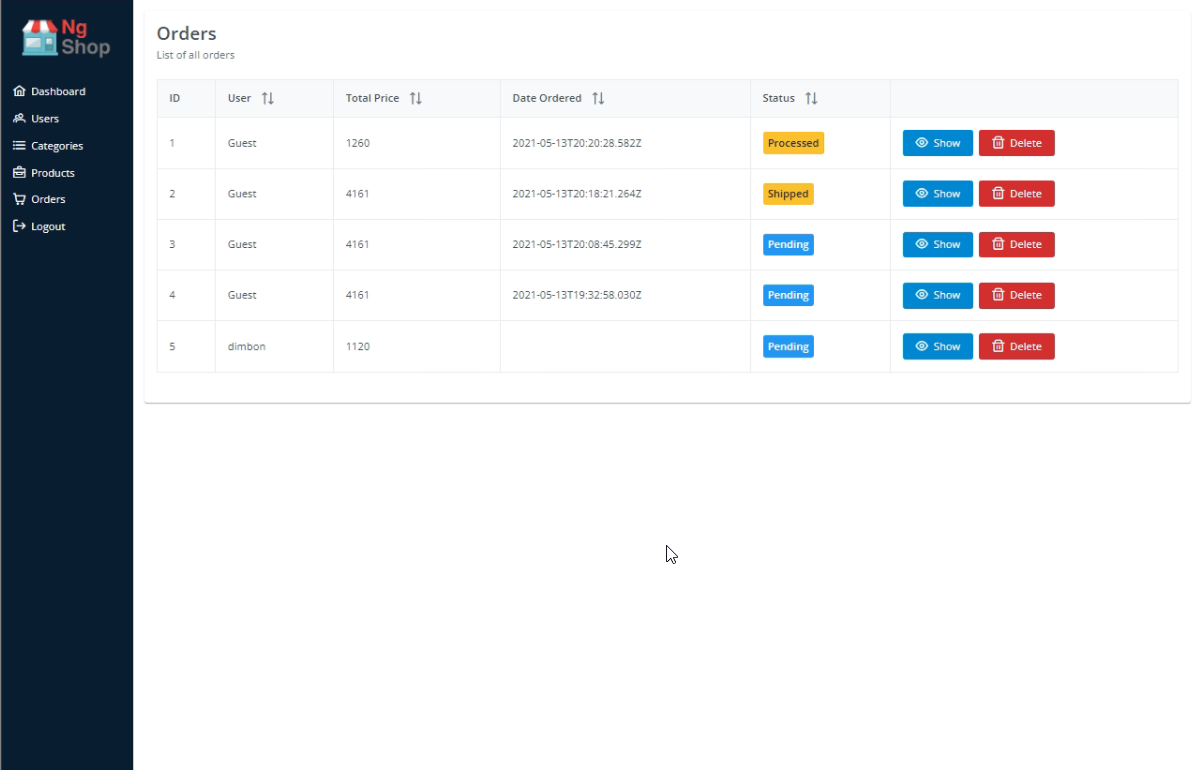 Ng
Shop
Dashboard
Users
Categories
Products
Orders
Logout
Orders
List of all orders
ID User Total Price Date Ordered Status
1 Guest 1260 2021-05-13T20:20:28.582Z Processed Show Delete
2 Guest 4161 2021-05-13T20:18:21.264Z Shipped Show Delete
3 Guest 4161 2021-05-13T20:08:45.299Z Pending Show Delete
4 Guest 4161 2021-05-13T19:32:58.030Z Pending Show Delete
5 dimbon 1120 Pending Show Delete